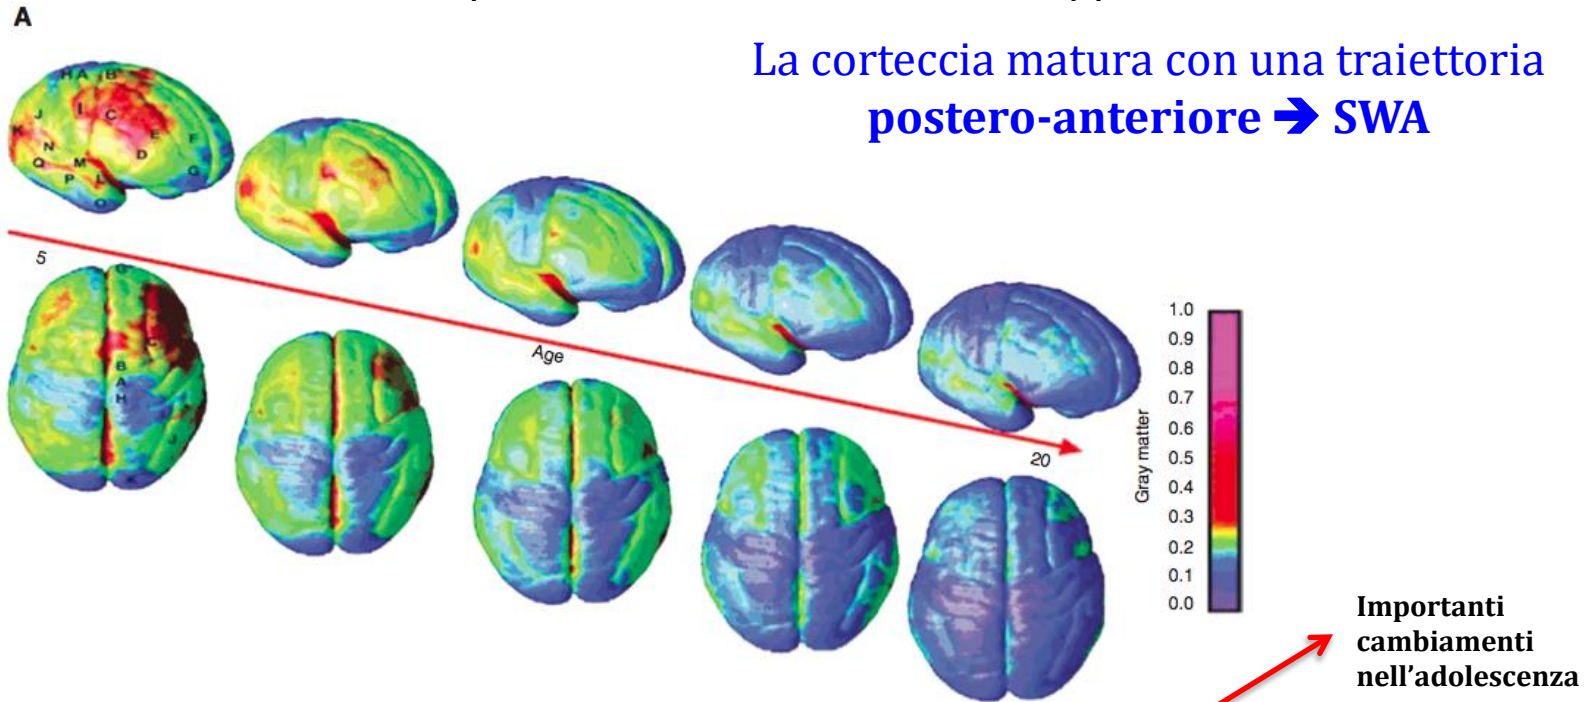 A
La corteccia matura con una traiettoria
postero-anteriore ➔ SWA
H A B
I
J
C
K
E
F
N
D
Q
M
G
P
L
O
5
Age
20
G
C
B
A
H
J
K
Gray matter
1.0
0.9
0.8
0.7
0.6
0.5
0.4
0.3
0.2
0.1
0.0
Importanti
cambiamenti
nell'adolescenza